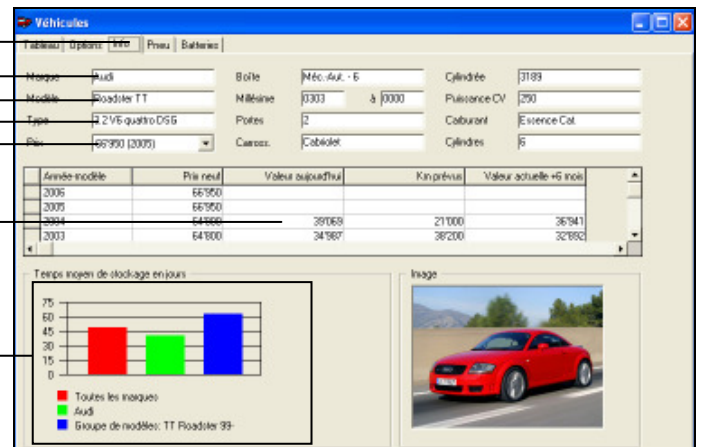 Véhicules
Tableau Options Info Pneu Batteries
Marque Audi Boîte Méc.-Aut. - 6 Cylindrée 3189
Modèle Roadster TT Millésime 0303 à 0000 Puissance CV 250
Type 3.2 V6 quattro DSG Portes 2 Carburant Essence Cat.
Prix 66'950 (2005) Caross. Cabriolet Cylindres 6
Année-modèle Prix neuf Valeur aujourd'hui Km prévus Valeur actuelle +6 mois
2006 66'950
2005 66'950
2004 64'800 39'069 21'000 36'941
2003 64'800 34'987 38'200 32'892
Temps moyen de stockage en jours Image
75
60
45
30
15
0
Toutes les marques
Audi
Groupe de modèles: TT Roadster 99-